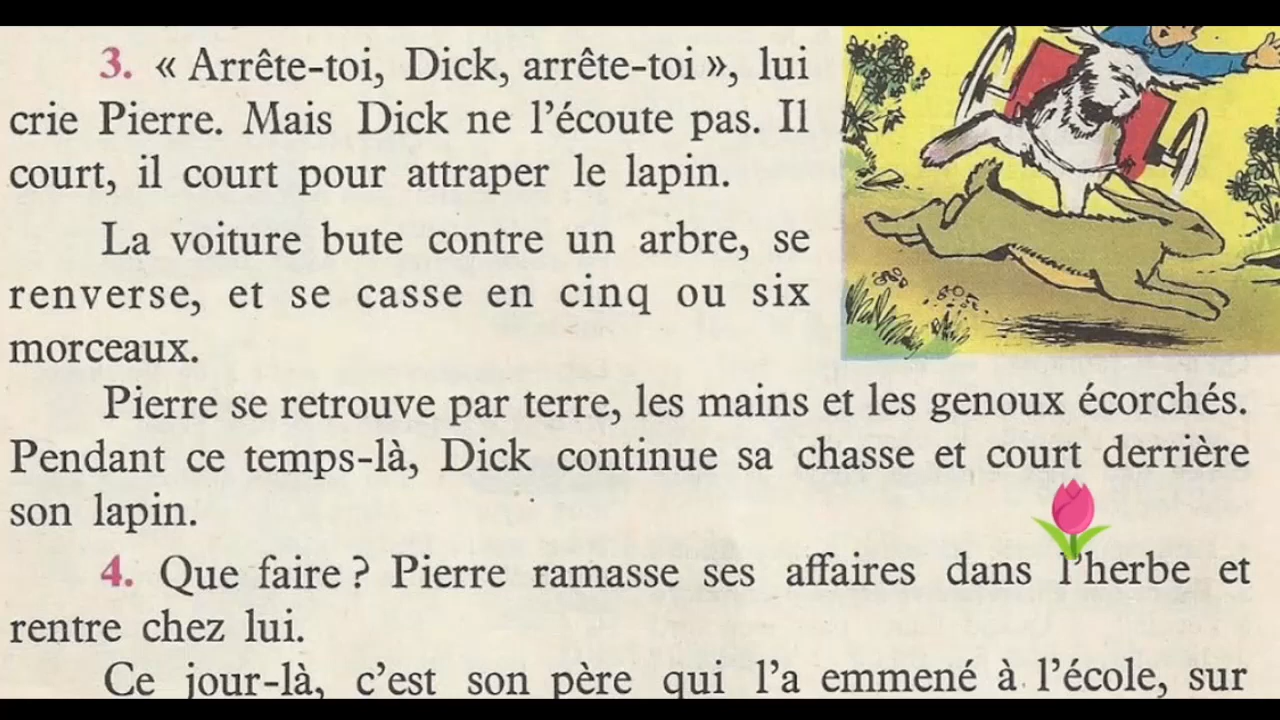 3. « Arrête-toi, Dick, arrête-toi », lui
crie Pierre. Mais Dick ne l'écoute pas. Il
court, il court pour attraper le lapin.
La voiture bute contre un arbre, se
renverse, et se casse en cinq ou six
morceaux.
Pierre se retrouve par terre, les mains et les genoux écorchés.
Pendant ce temps-là, Dick continue sa chasse et court derrière
son lapin.
4. Que faire ? Pierre ramasse ses affaires dans l'herbe et
rentre chez lui.
Ce jour-là, c'est son père qui l'a emmené à l'école, sur